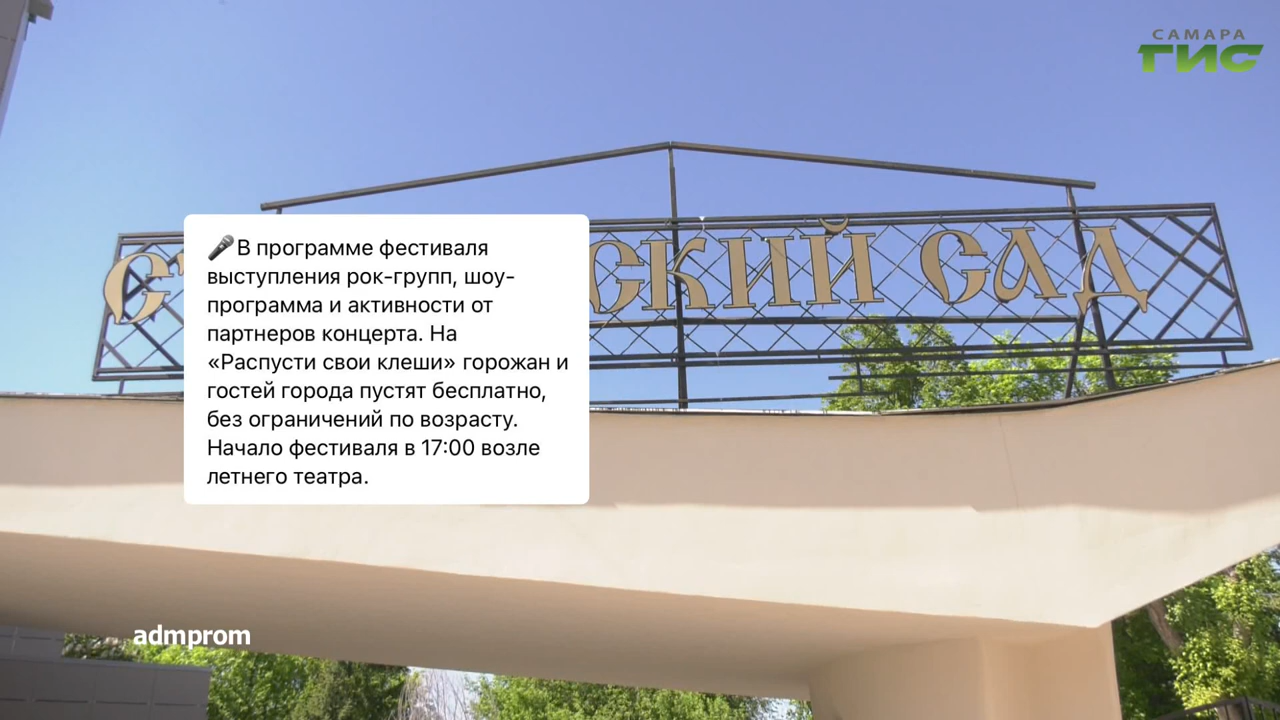 САМАРА
ГИС
СКИЙ САД
🎤В программе фестиваля
выступления рок-групп, шоу-
программа и активности от
партнеров концерта. На
«Распусти свои клеши» горожан и
гостей города пустят бесплатно,
без ограничений по возрасту.
Начало фестиваля в 17:00 возле
летнего театра.
admprom